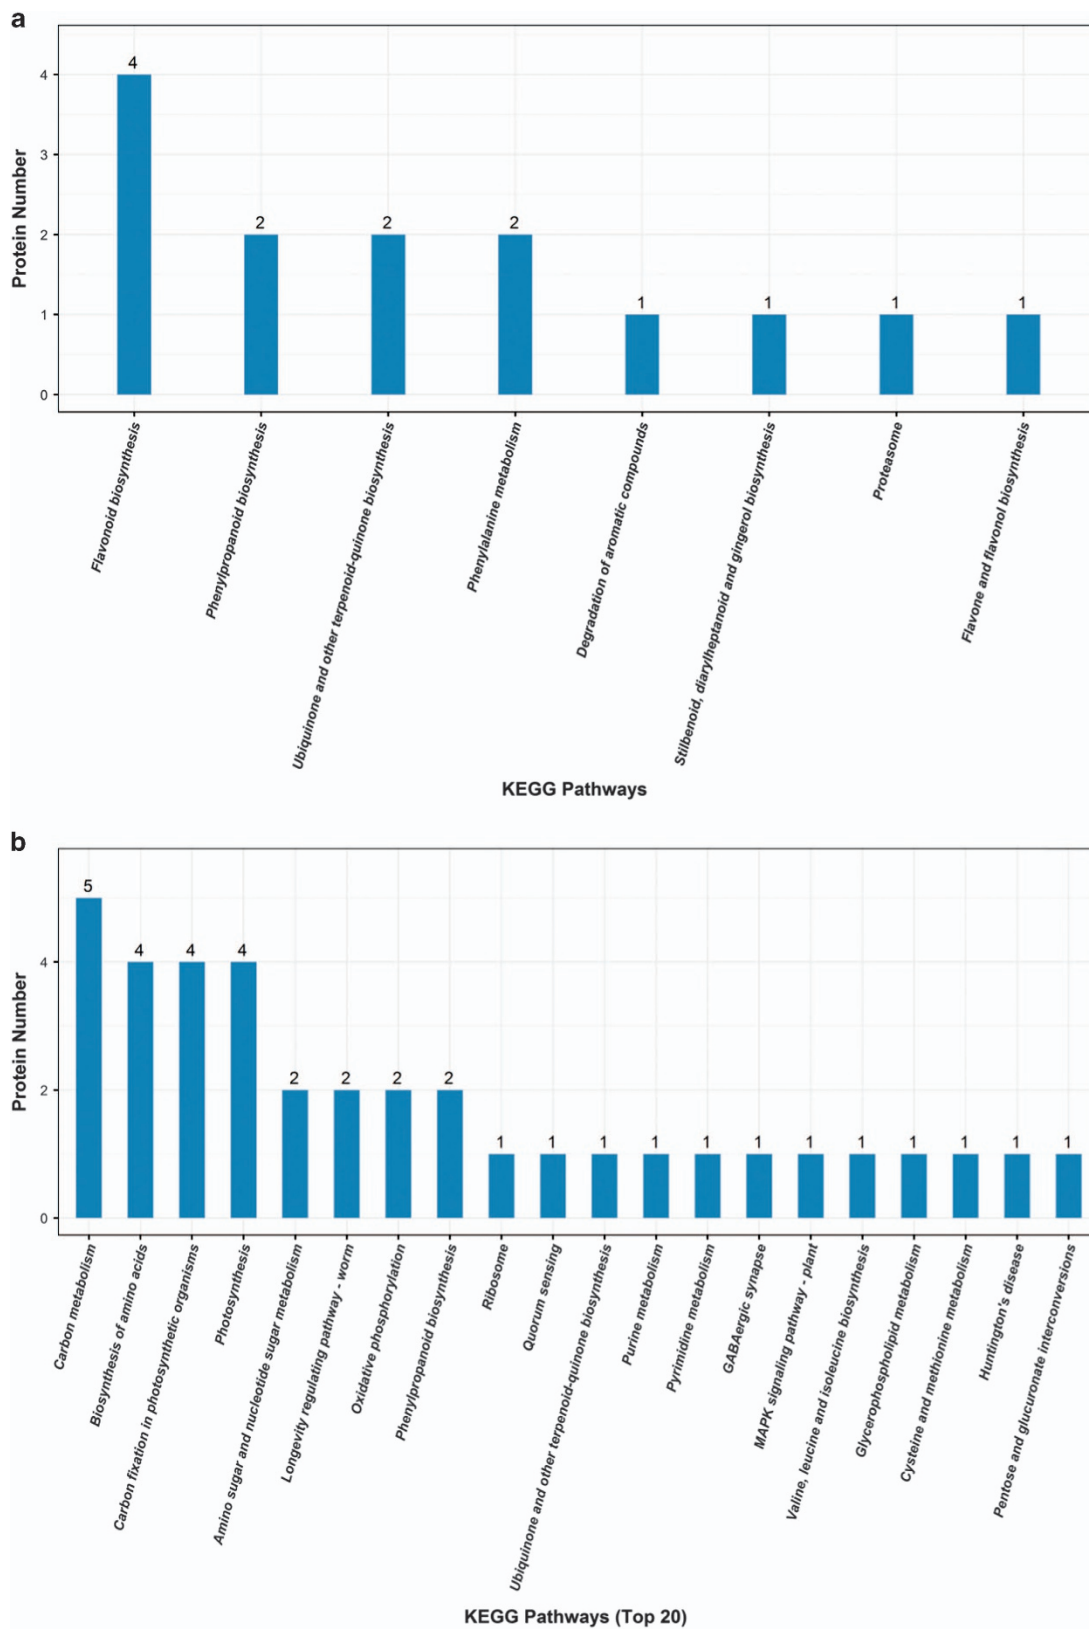 a
4
2
2
2
1
1
1
1
4
3
2
1
0
Protein Number
Flavonoid biosynthesis
Phenylpropanoid biosynthesis
Ubiquinone and other terpenoid-quinone biosynthesis
Phenylalanine metabolism
Degradation of aromatic compounds
Stilbenoid, diarylheptanoid and gingerol biosynthesis
Proteasome
Flavone and flavonol biosynthesis
KEGG Pathways
b
5
4
4
4
2
2
2
2
1
1
1
1
1
1
1
1
1
1
1
1
4
2
0
Protein Number
Carbon metabolism
Biosynthesis of amino acids
Carbon fixation in photosynthetic organisms
Photosynthesis
Amino sugar and nucleotide sugar metabolism
Longevity regulating pathway - worm
Oxidative phosphorylation
Phenylpropanoid biosynthesis
Ribosome
Quorum sensing
Ubiquinone and other terpenoid-quinone biosynthesis
Purine metabolism
Pyrimidine metabolism
GABAergic synapse
MAPK signaling pathway - plant
Valine, leucine and isoleucine biosynthesis
Glycerophospholipid metabolism
Cysteine and methionine metabolism
Huntington's disease
Pentose and glucuronate interconversions
KEGG Pathways (Top 20)